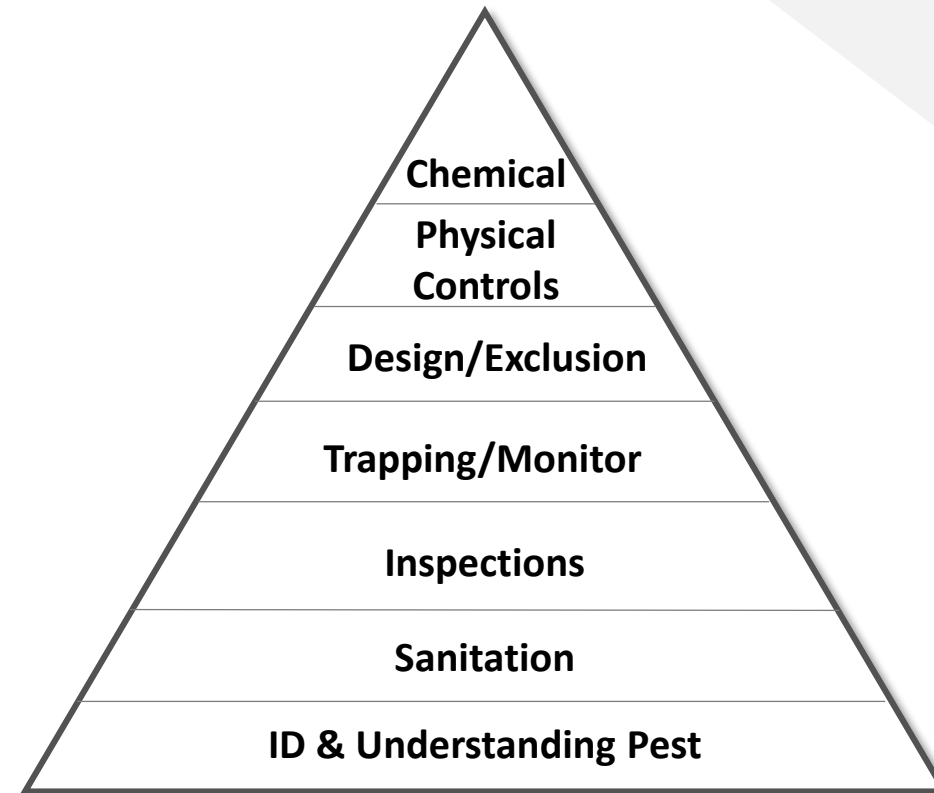 Chemical
Physical
Controls
Design/Exclusion
Trapping/Monitor
Inspections
Sanitation
ID & Understanding Pest